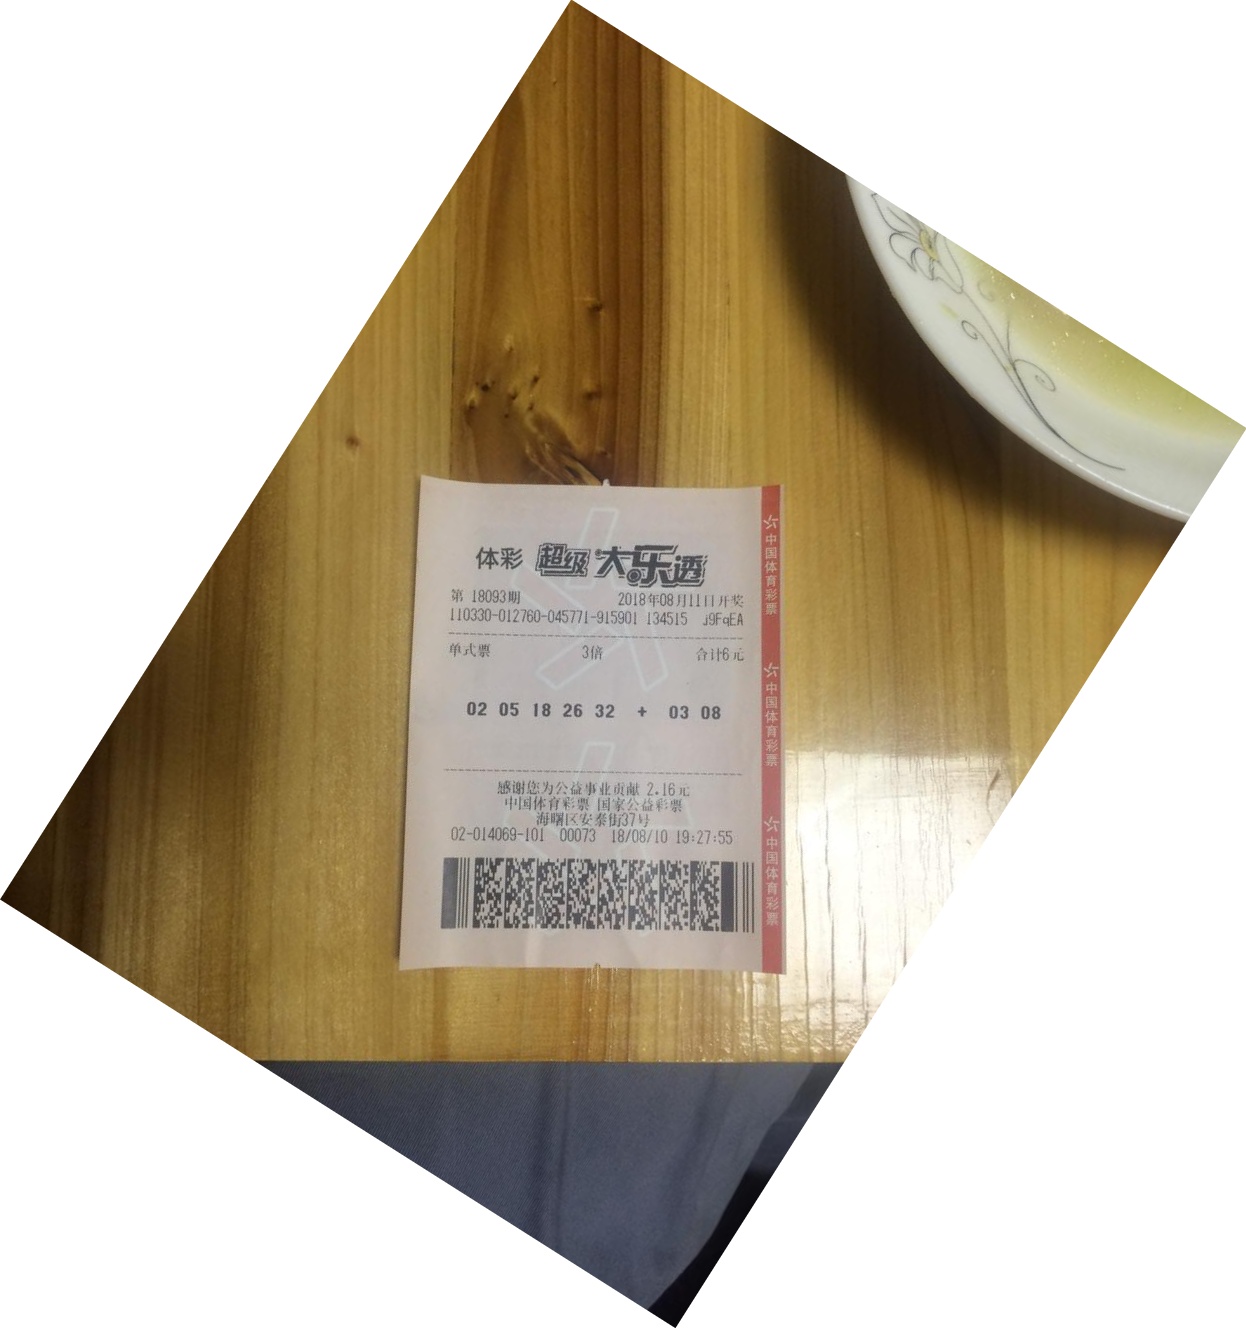 体彩 超级大乐透
第 18093期 2018年08月11日开奖
110330-012760-045771-915901 134515 j9FqEA
单式票 3倍 合计6元
02 05 18 26 32 + 03 08
感谢您为公益事业贡献 2.16元
中国体育彩票 国家公益彩票
海曙区安泰街37号
02-014069-101 00073 18/08/10 19:27:55
中国体育彩票
中国体育彩票
中国体育彩票